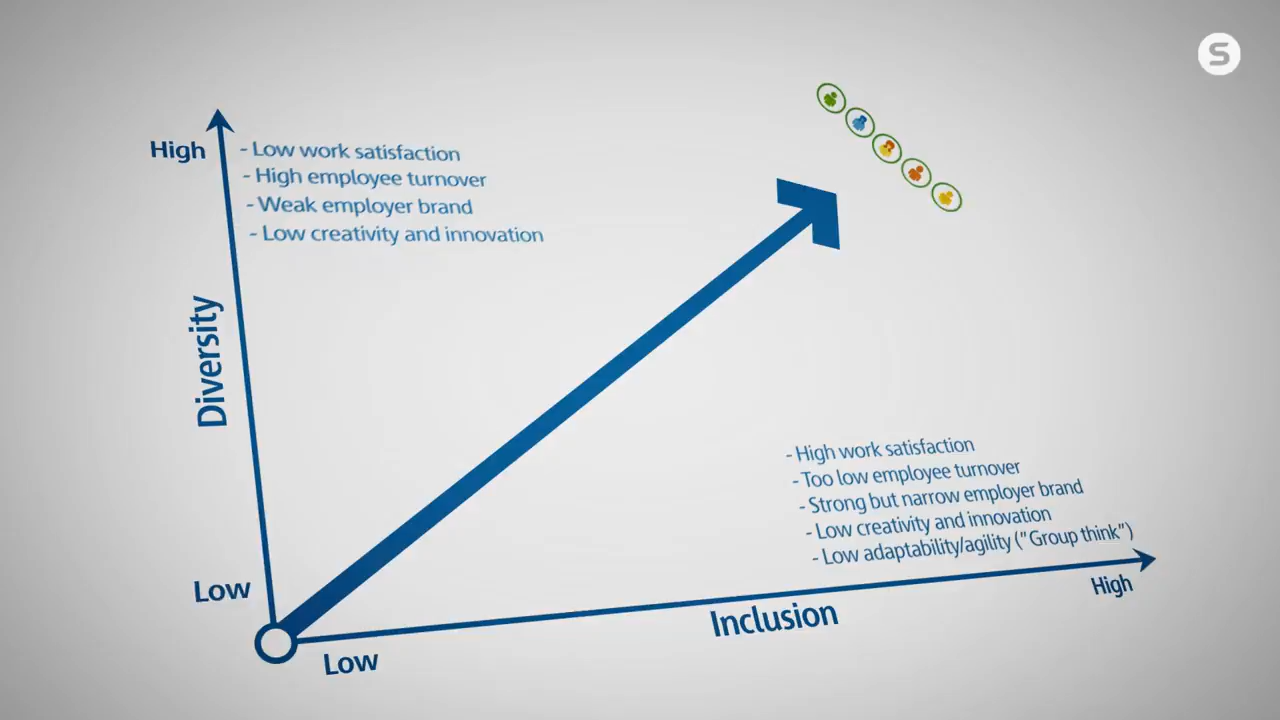 S
High
- Low work satisfaction
- High employee turnover
- Weak employer brand
- Low creativity and innovation
Diversity
- High work satisfaction
- Too low employee turnover
- Strong but narrow employer brand
- Low creativity and innovation
- Low adaptability/agility ("Group think")
Low
High
Inclusion
Low